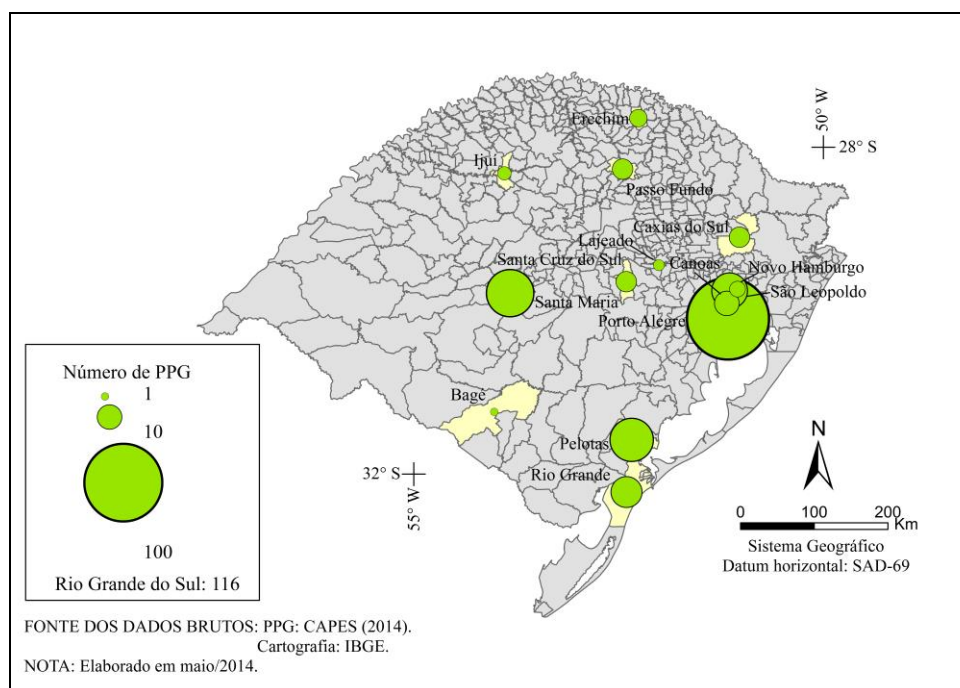 50° W
28° S
Erechim
Ijuí
Passo Fundo
Caxias do Sul
Lajeado
Santa Cruz do Sul
Canoas
Novo Hamburgo
São Leopoldo
Santa Maria
Porto Alegre
Número de PPG
1
10
100
Rio Grande do Sul: 116
Bagé
Pelotas
Rio Grande
32° S
55° W
N
0 100 200
Km
Sistema Geográfico
Datum horizontal: SAD-69
FONTE DOS DADOS BRUTOS: PPG: CAPES (2014).
Cartografia: IBGE.
NOTA: Elaborado em maio/2014.